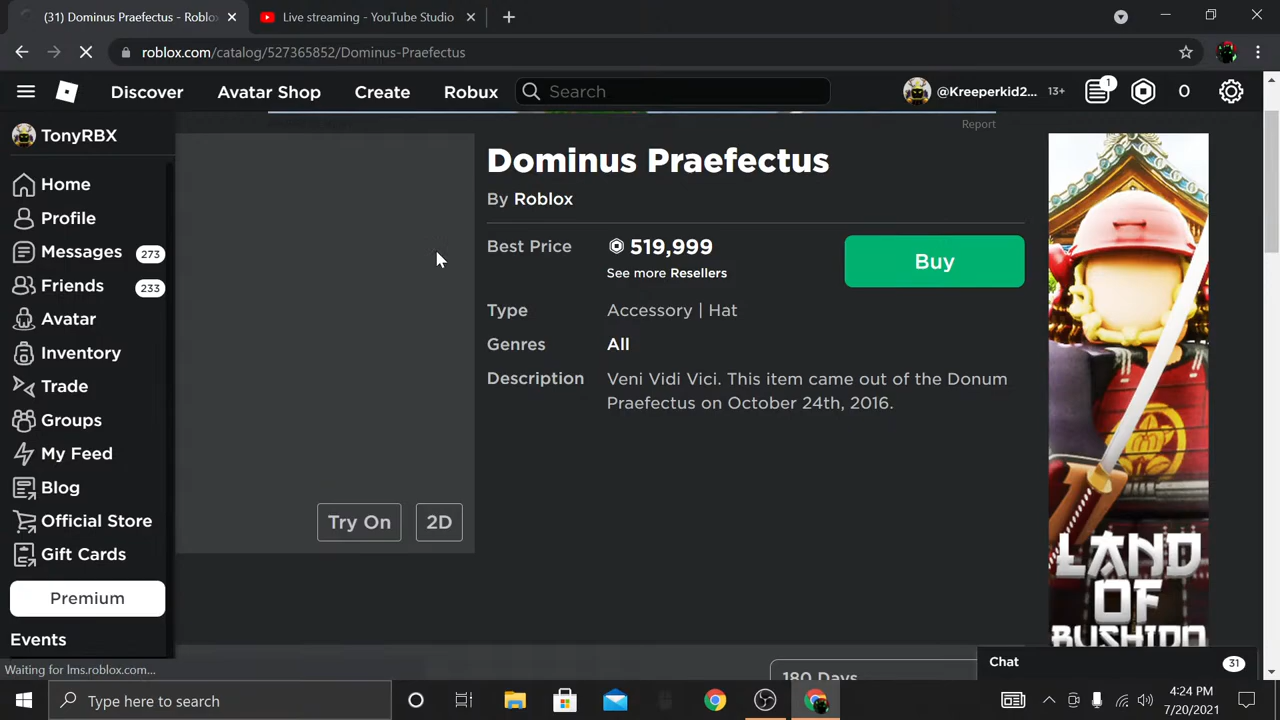 (31) Dominus Praefectus - Roblo
Live streaming - YouTube Studio
roblox.com/catalog/527365852/Dominus-Praefectus
Discover
Avatar Shop
Create
Robux
Search
@Kreeperkid2...
13+
1
0
Report
TonyRBX
Home
Profile
Messages
273
Friends
233
Avatar
Inventory
Trade
Groups
My Feed
Blog
Official Store
Gift Cards
Premium
Events
Waiting for lms.roblox.com...
Dominus Praefectus
By Roblox
Best Price
519,999
See more Resellers
Buy
Type
Accessory | Hat
Genres
All
Description
Veni Vidi Vici. This item came out of the Donum
Praefectus on October 24th, 2016.
Try On
2D
180 Days
LAND
OF
BUSHIDO
Chat
31
Type here to search
4:24 PM
7/20/2021